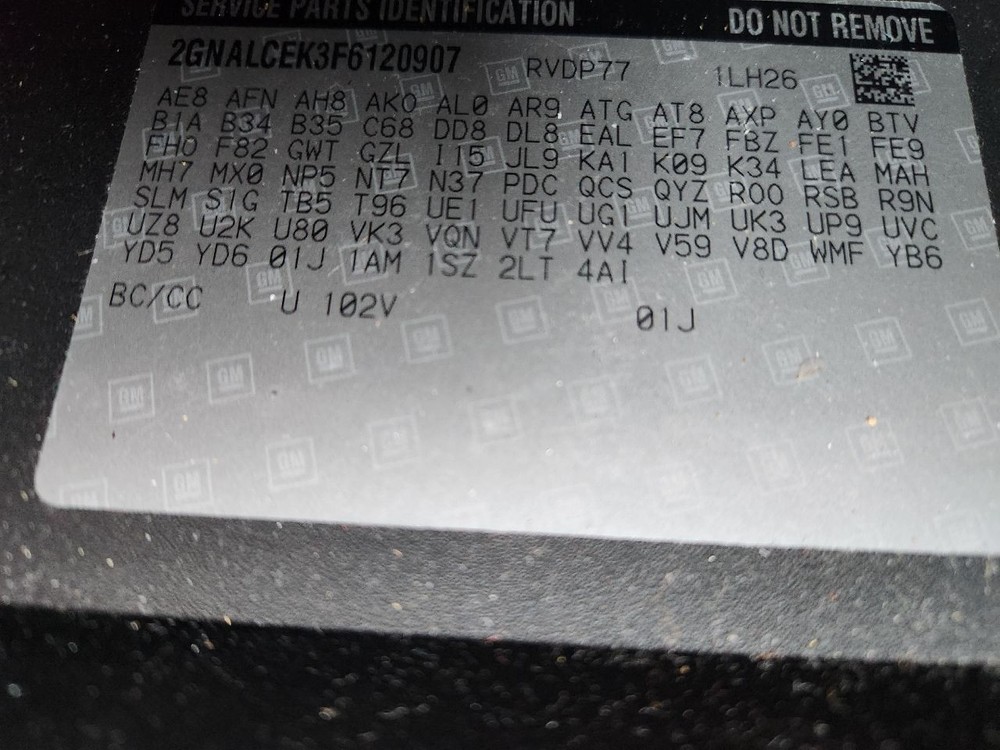 SERVICE PARTS IDENTIFICATION DO NOT REMOVE
2GNALCEK3F6120907 RVDP77 1LH26
AE8 AFN AH8 AKO AL0 AR9 ATG AT8 AXP AY0 BTV
B1A B34 B35 C68 DD8 DL8 EAL EF7 FBZ FE1 FE9
FHO F82 GWT GZL I15 JL9 KA1 K09 K34 LEA MAH
MH7 MX0 NP5 NT7 N37 PDC QCS QYZ R00 RSB R9N
SLM S1G TB5 T96 UE1 UFU UG1 UJM UK3 UP9 UVC
UZ8 U2K U80 VK3 VQN VT7 VV4 V59 V8D WMF YB6
YD5 YD6 01J 1AM 1SZ 2LT 4AI
BC/CC U 102V 01J